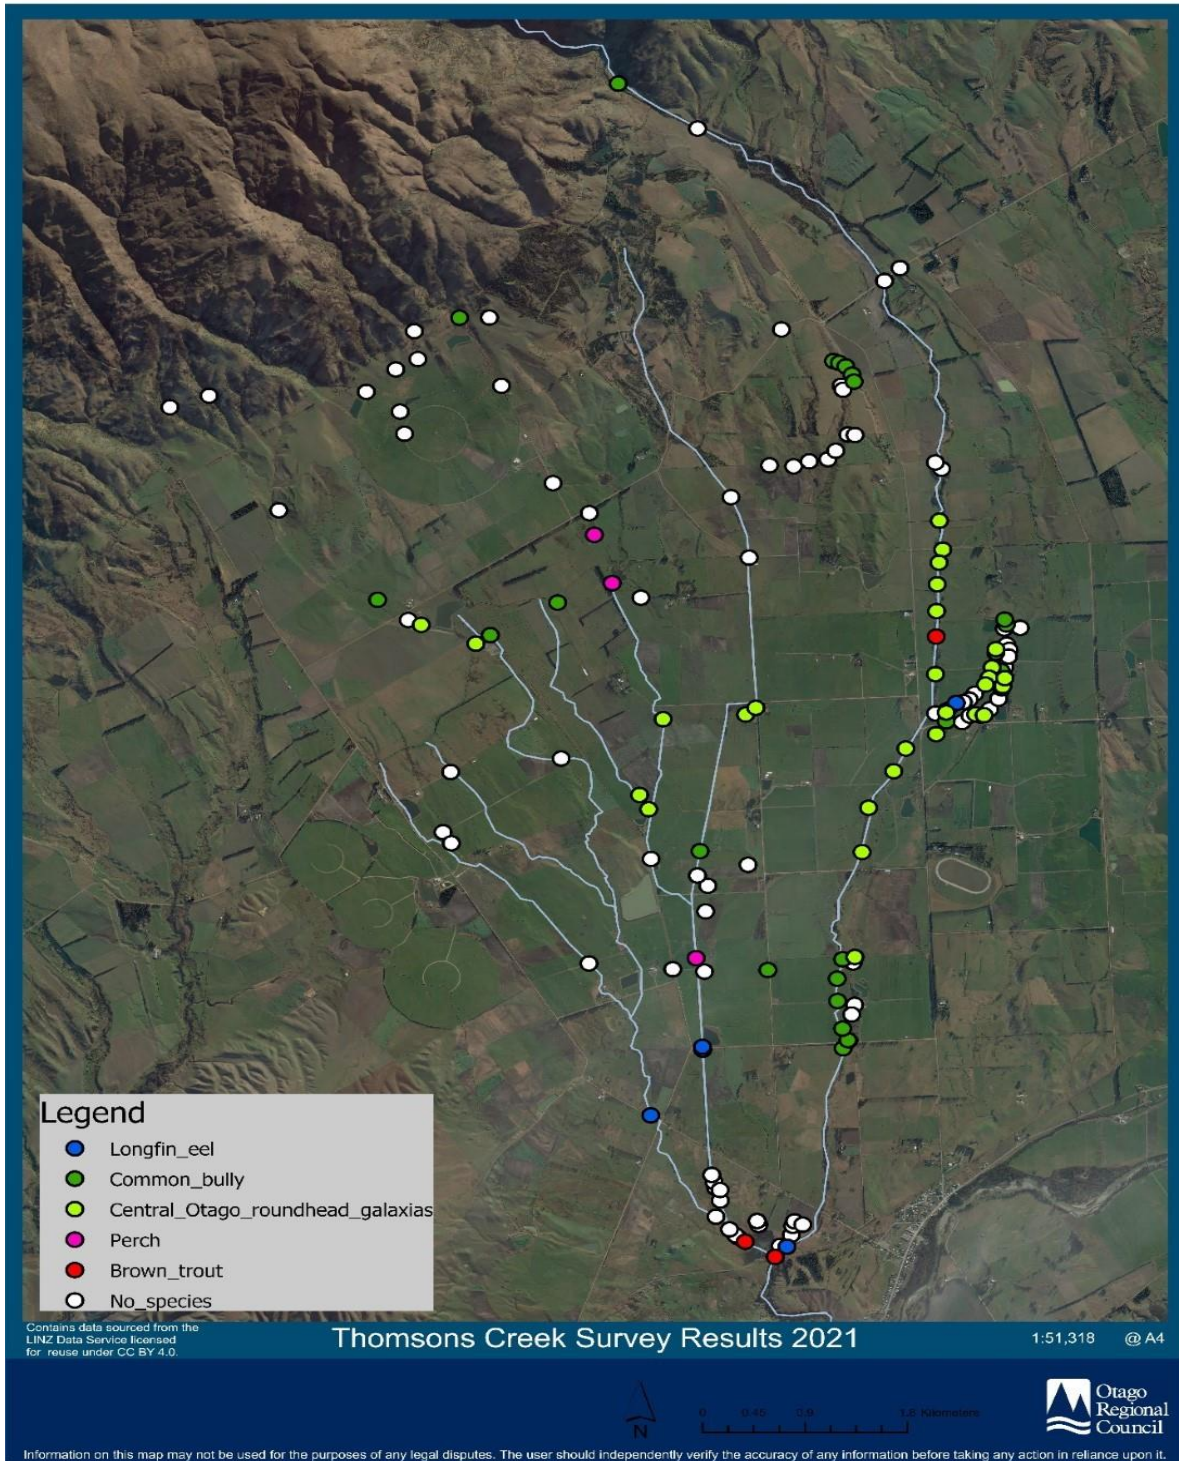 Legend
Longfin_eel
Common_bully
Central_Otago_roundhead_galaxias
Perch
Brown_trout
No_species
Contains data sourced from the
LINZ Data Service licensed
for reuse under CC BY 4.0.
Thomsons Creek Survey Results 2021
1:51,318 @ A4
N
0 0.45 0.9 1.8 Kilometers
Otago
Regional
Council
Information on this map may not be used for the purposes of any legal disputes. The user should independently verify the accuracy of any information before taking any action in reliance upon it.